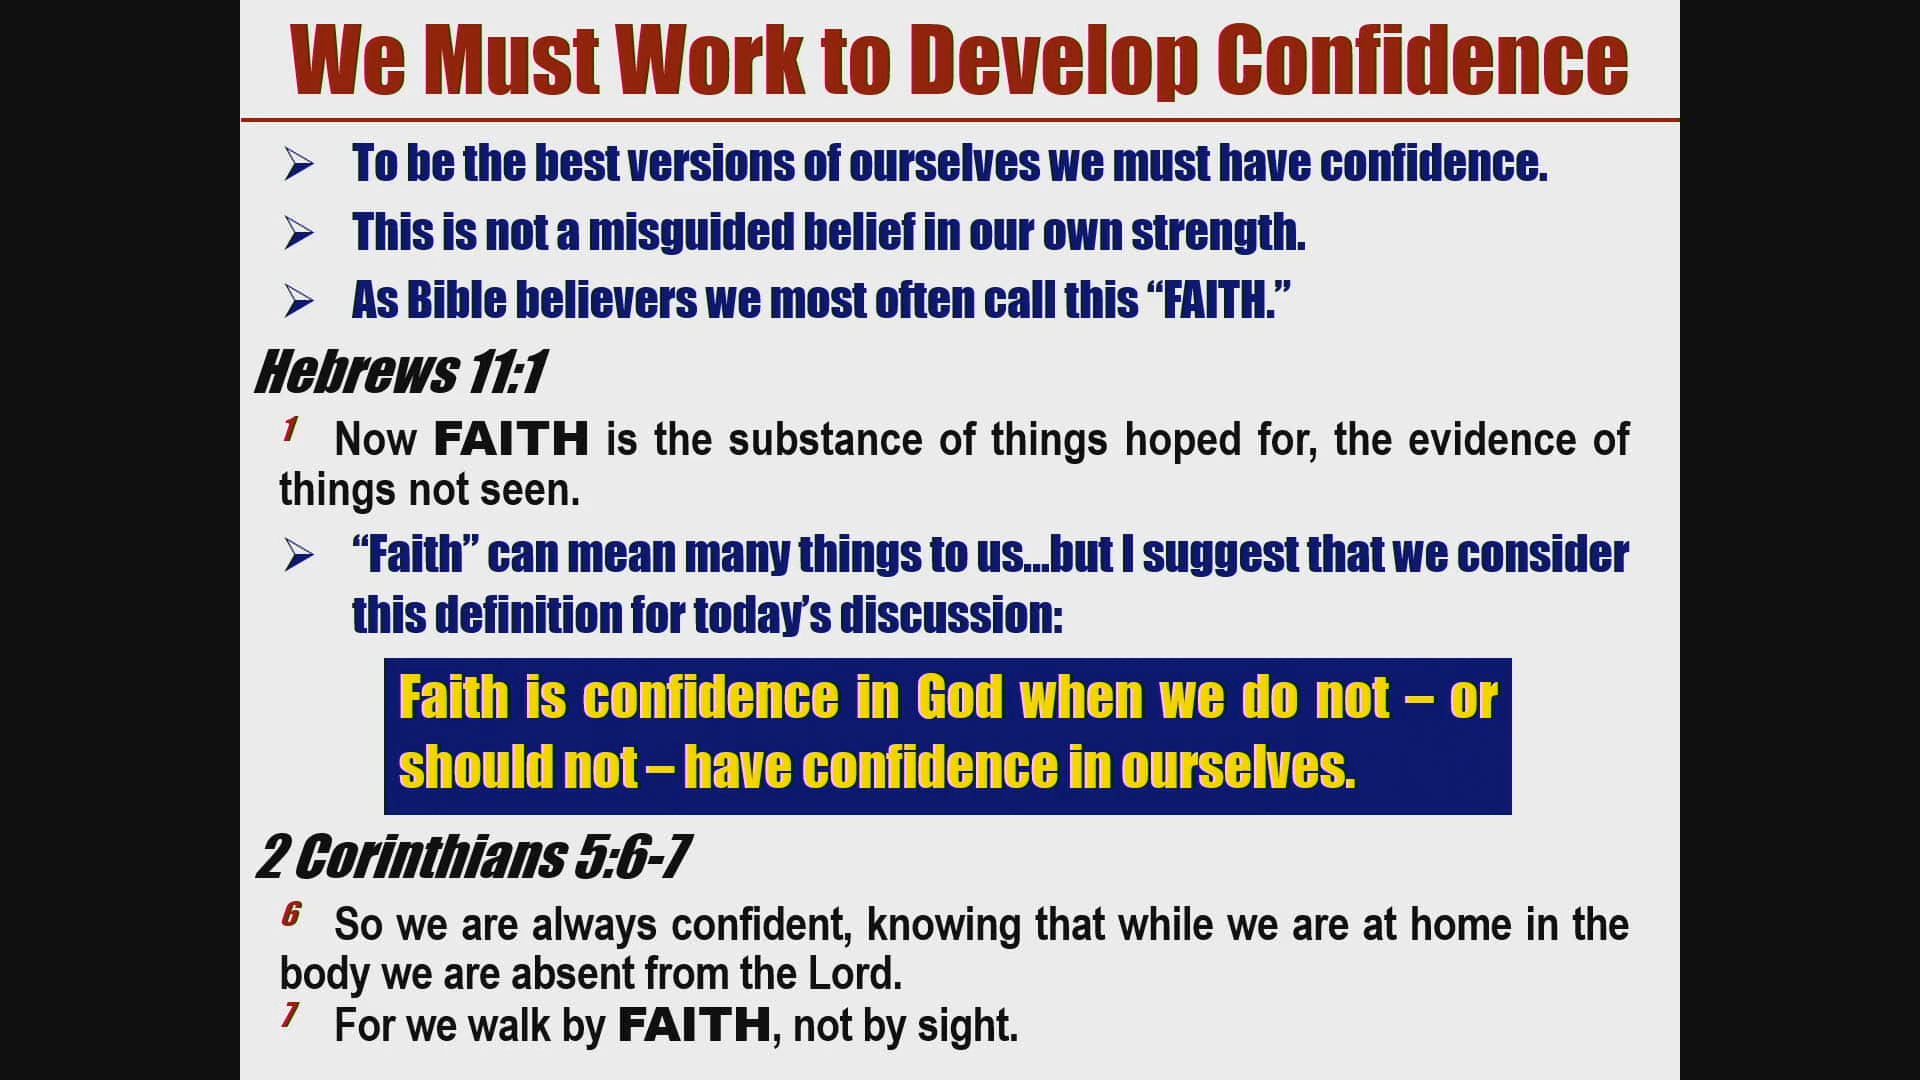 We Must Work to Develop Confidence
➢ To be the best versions of ourselves we must have confidence.
➢ This is not a misguided belief in our own strength.
➢ As Bible believers we most often call this “FAITH.”
Hebrews 11:1
1 Now FAITH is the substance of things hoped for, the evidence of
things not seen.
➢ “Faith” can mean many things to us...but I suggest that we consider
this definition for today’s discussion:
Faith is confidence in God when we do not – or
should not – have confidence in ourselves.
2 Corinthians 5:6-7
6 So we are always confident, knowing that while we are at home in the
body we are absent from the Lord.
7 For we walk by FAITH, not by sight.